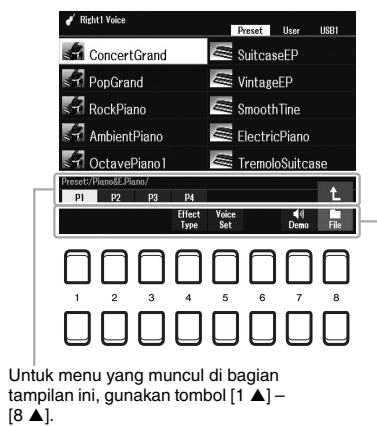 Right1 Voice
Preset User USB1
ConcertGrand SuitcaseEP
PopGrand VintageEP
RockPiano SmoothTine
AmbientPiano ElectricPiano
OctavePiano1 TremoloSuitcase
Preset:/Piano&E.Piano/
P1 P2 P3 P4
Effect Type Voice Set Demo File
1 2 3 4 5 6 7 8
Untuk menu yang muncul di bagian
tampilan ini, gunakan tombol [1 ▲] –
[8 ▲].